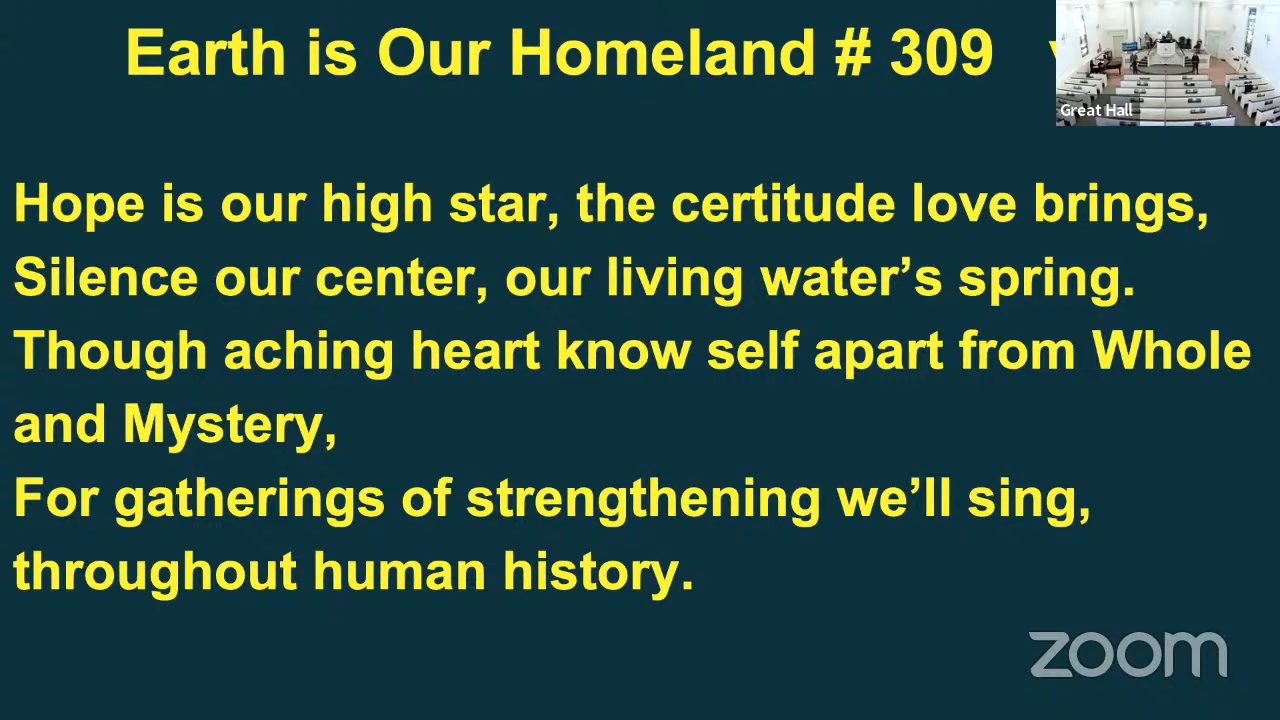 Earth is Our Homeland # 309
Great Hall
Hope is our high star, the certitude love brings,
Silence our center, our living water’s spring.
Though aching heart know self apart from Whole
and Mystery,
For gatherings of strengthening we’ll sing,
throughout human history.
zoom